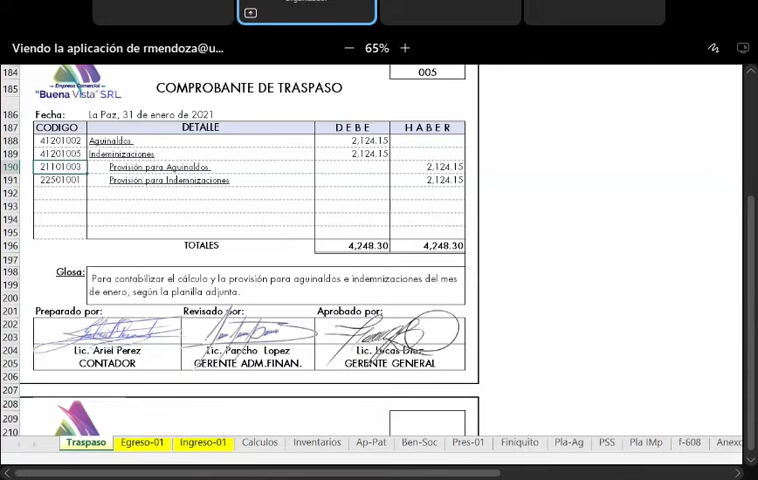 Viendo la aplicación de rmendoza@u...
65%
184
185
186
187
188
189
190
191
192
193
194
195
196
197
198
199
200
201
202
203
204
205
206
207
208
209
210
Empresa Comercial
"Buena Vista" S.R.L.
COMPROBANTE DE TRASPASO
005
Fecha: La Paz, 31 de enero de 2021
CODIGO DETALLE DEBE HABER
41201002 Aguinaldos 2,124.15
41201005 Indeminizaciones 2,124.15
21101003 Provisión para Aguinaldos 2,124.15
22501001 Provisión para Indemnizaciones 2,124.15
TOTALES 4,248.30 4,248.30
Glosa: Para contabilizar el cálculo y la provisión para aguinaldos e indemnizaciones del mes
de enero, según la planilla adjunta.
Preparado por: Revisado por: Aprobado por:
Lic. Ariel Perez Lic. Pancho Lopez Lic. Lucas Diaz
CONTADOR GERENTE ADM.FINAN. GERENTE GENERAL
Traspaso Egreso-01 Ingreso-01 Calculos Inventarios Ap-Pat Ben-Soc Pres-01 Finiquito Pla-Ag PSS Pla IMp f-608 Anexo